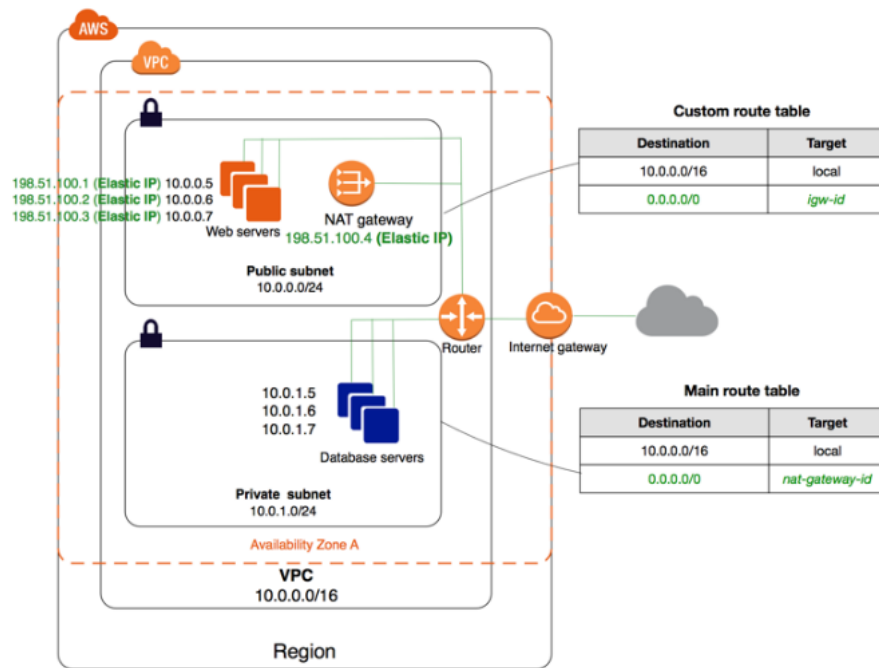 AWS
VPC
Custom route table
Destination Target
10.0.0.0/16 local
0.0.0.0/0 igw-id
198.51.100.1 (Elastic IP) 10.0.0.5
198.51.100.2 (Elastic IP) 10.0.0.6
198.51.100.3 (Elastic IP) 10.0.0.7
Web servers
NAT gateway
198.51.100.4 (Elastic IP)
Public subnet
10.0.0.0/24
Router
Internet gateway
10.0.1.5
10.0.1.6
10.0.1.7
Database servers
Private subnet
10.0.1.0/24
Main route table
Destination Target
10.0.0.0/16 local
0.0.0.0/0 nat-gateway-id
Availability Zone A
VPC
10.0.0.0/16
Region